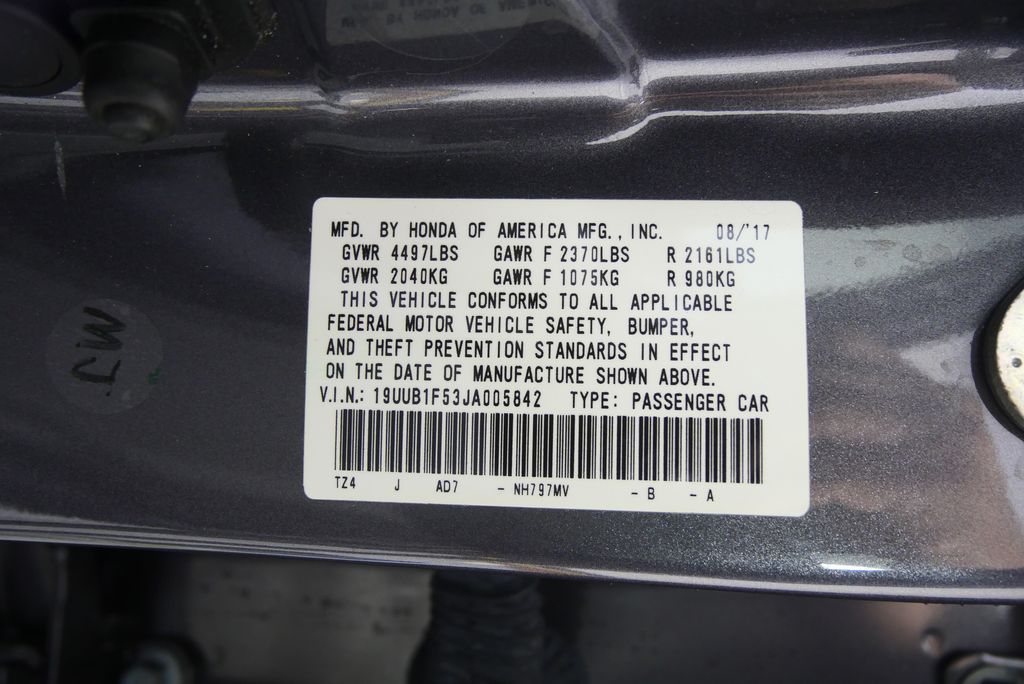 MFD. BY HONDA OF AMERICA MFG., INC. 08/'17
GVWR 4497LBS GAWR F 2370LBS R 2161LBS
GVWR 2040KG GAWR F 1075KG R 980KG
THIS VEHICLE CONFORMS TO ALL APPLICABLE
FEDERAL MOTOR VEHICLE SAFETY, BUMPER,
AND THEFT PREVENTION STANDARDS IN EFFECT
ON THE DATE OF MANUFACTURE SHOWN ABOVE.
V.I.N.: 19UUB1F53JA005842 TYPE: PASSENGER CAR
TZ4 J AD7 - NH797MV - B - A